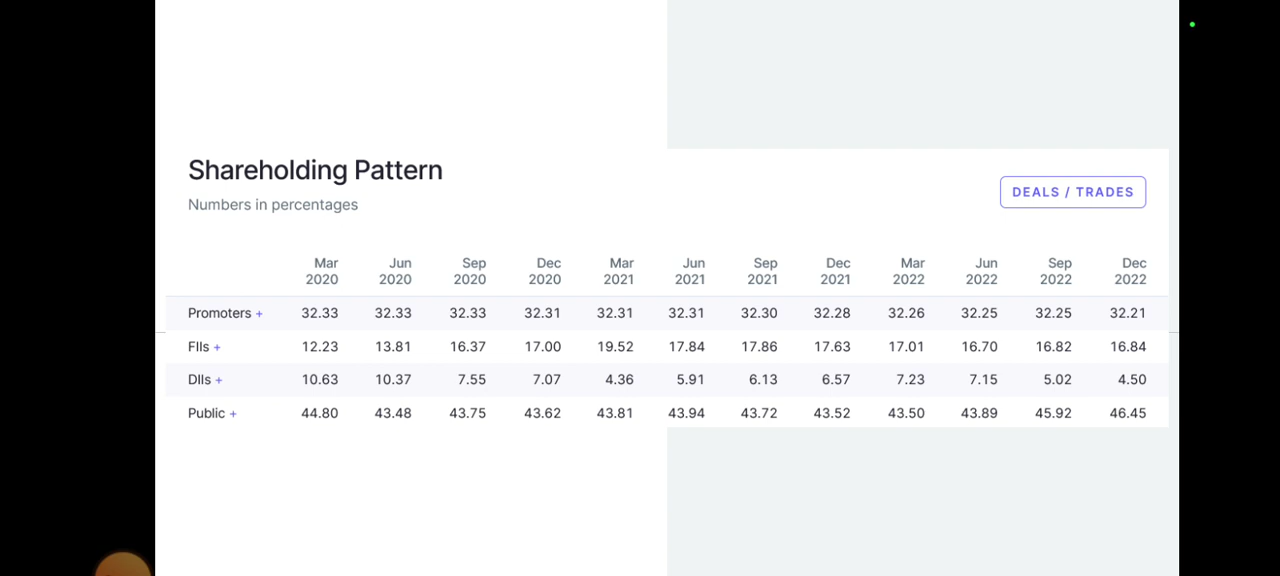 Shareholding Pattern
Numbers in percentages
DEALS / TRADES
Mar 2020 Jun 2020 Sep 2020 Dec 2020 Mar 2021 Jun 2021 Sep 2021 Dec 2021 Mar 2022 Jun 2022 Sep 2022 Dec 2022
Promoters + 32.33 32.33 32.33 32.31 32.31 32.31 32.30 32.28 32.26 32.25 32.25 32.21
FIIs + 12.23 13.81 16.37 17.00 19.52 17.84 17.86 17.63 17.01 16.70 16.82 16.84
DIIs + 10.63 10.37 7.55 7.07 4.36 5.91 6.13 6.57 7.23 7.15 5.02 4.50
Public + 44.80 43.48 43.75 43.62 43.81 43.94 43.72 43.52 43.50 43.89 45.92 46.45